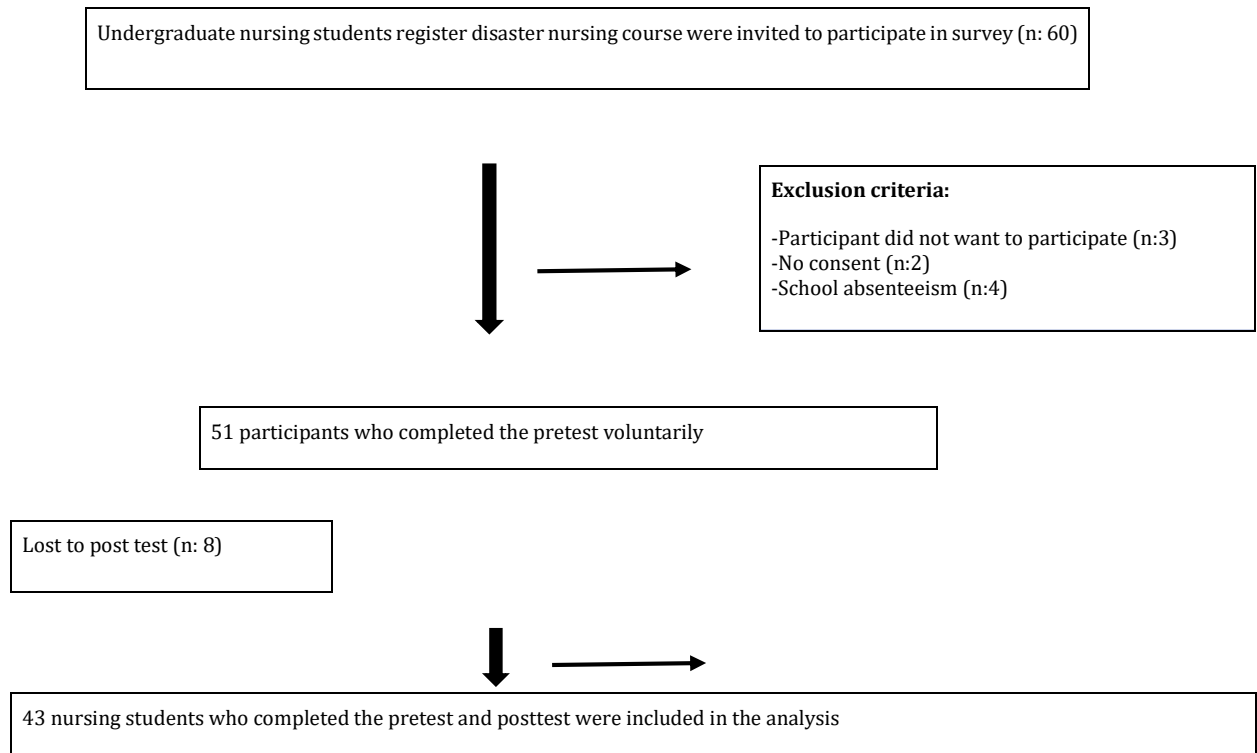 Undergraduate nursing students register disaster nursing course were invited to participate in survey (n: 60)
Exclusion criteria:
-Participant did not want to participate (n:3)
-No consent (n:2)
-School absenteeism (n:4)
51 participants who completed the pretest voluntarily
Lost to post test (n: 8)
43 nursing students who completed the pretest and posttest were included in the analysis